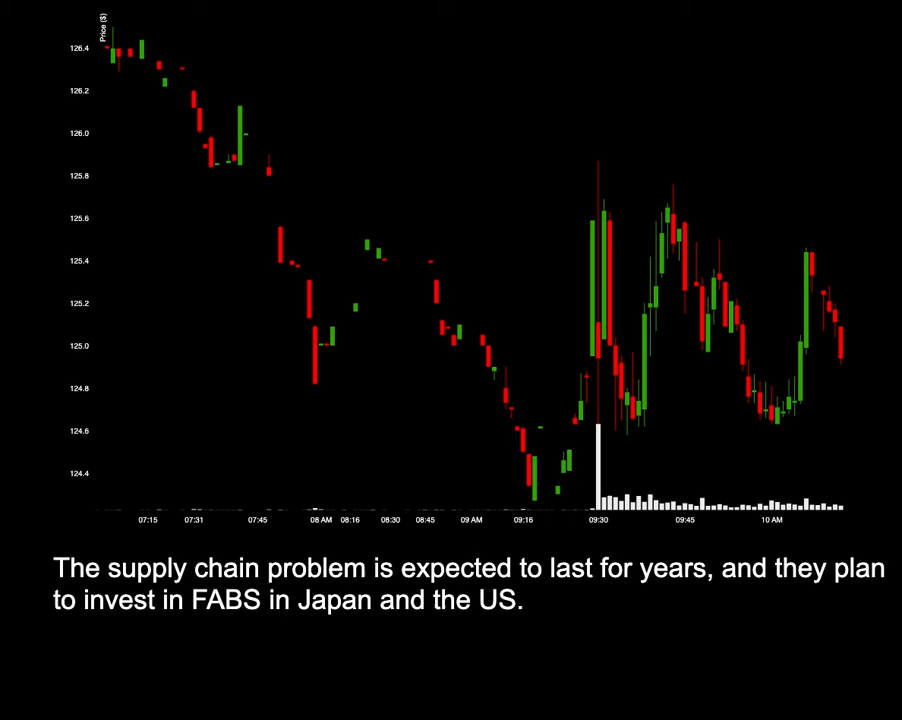 Price ($)
126.4
126.2
126.0
125.8
125.6
125.4
125.2
125.0
124.8
124.6
124.4
07:15 07:31 07:45 08 AM 08:16 08:30 08:45 09 AM 09:16 09:30 09:45 10 AM
The supply chain problem is expected to last for years, and they plan
to invest in FABS in Japan and the US.